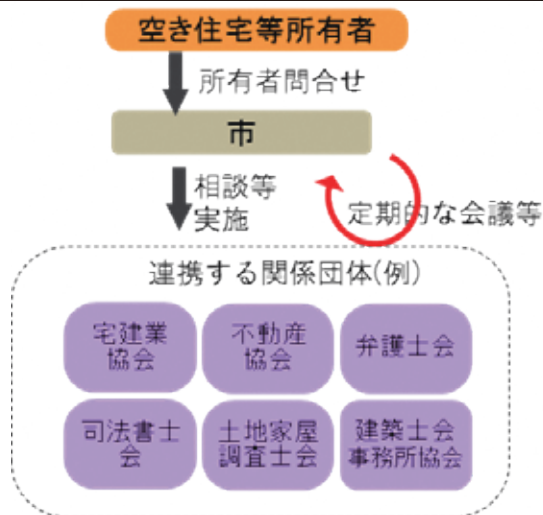 空き住宅等所有者
所有者問合せ
市
相談等
実施
定期的な会議等
連携する関係団体(例)
宅建業
協会
不動産
協会
弁護士会
司法書士
会
土地家屋
調査士会
建築士会
事務所協会